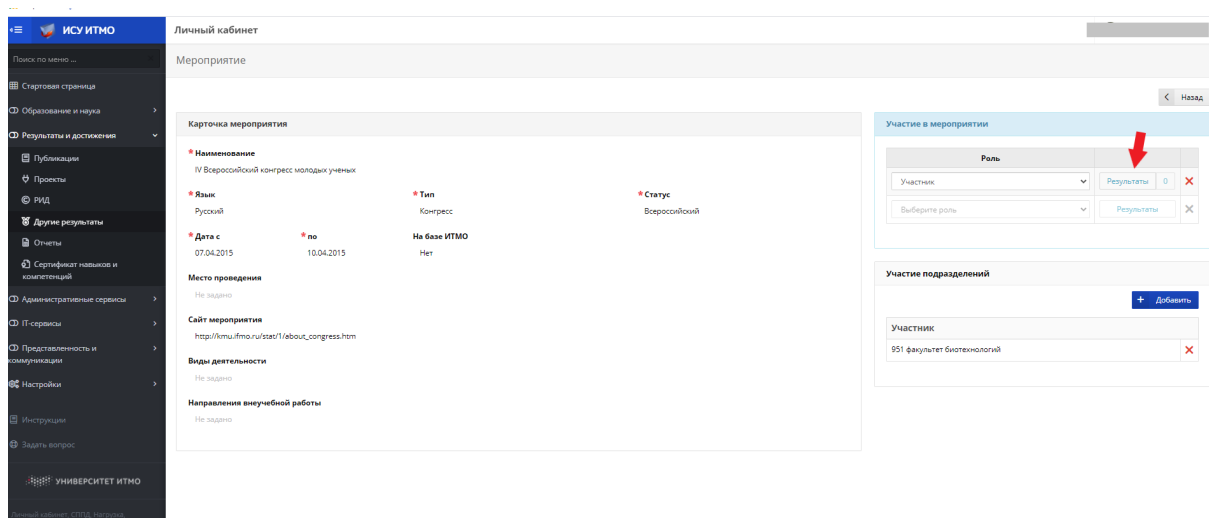 ИСУ ИТМО
Личный кабинет
Поиск по меню ...
Мероприятие
Стартовая страница
Образование и наука
Результаты и достижения
Публикации
Проекты
РИД
Другие результаты
Отчеты
Сертификат навыков и
компетенций
Административные сервисы
IT-сервисы
Представленность и
коммуникации
Настройки
Инструкции
Задать вопрос
УНИВЕРСИТЕТ ИТМО
Личный кабинет, СППД, Нагрузка,
Назад
Карточка мероприятия
* Наименование
IV Всероссийский конгресс молодых ученых
* Язык * Тип * Статус
Русский Конгресс Всероссийский
* Дата с * по На базе ИТМО
07.04.2015 10.04.2015 Нет
Место проведения
Не задано
Сайт мероприятия
http://kmu.ifmo.ru/stat/1/about_congress.htm
Виды деятельности
Не задано
Направления внеучебной работы
Не задано
Участие в мероприятии
Роль
Участник Результаты 0
Выберите роль Результаты
Участие подразделений
+ Добавить
Участник
951 факультет биотехнологий